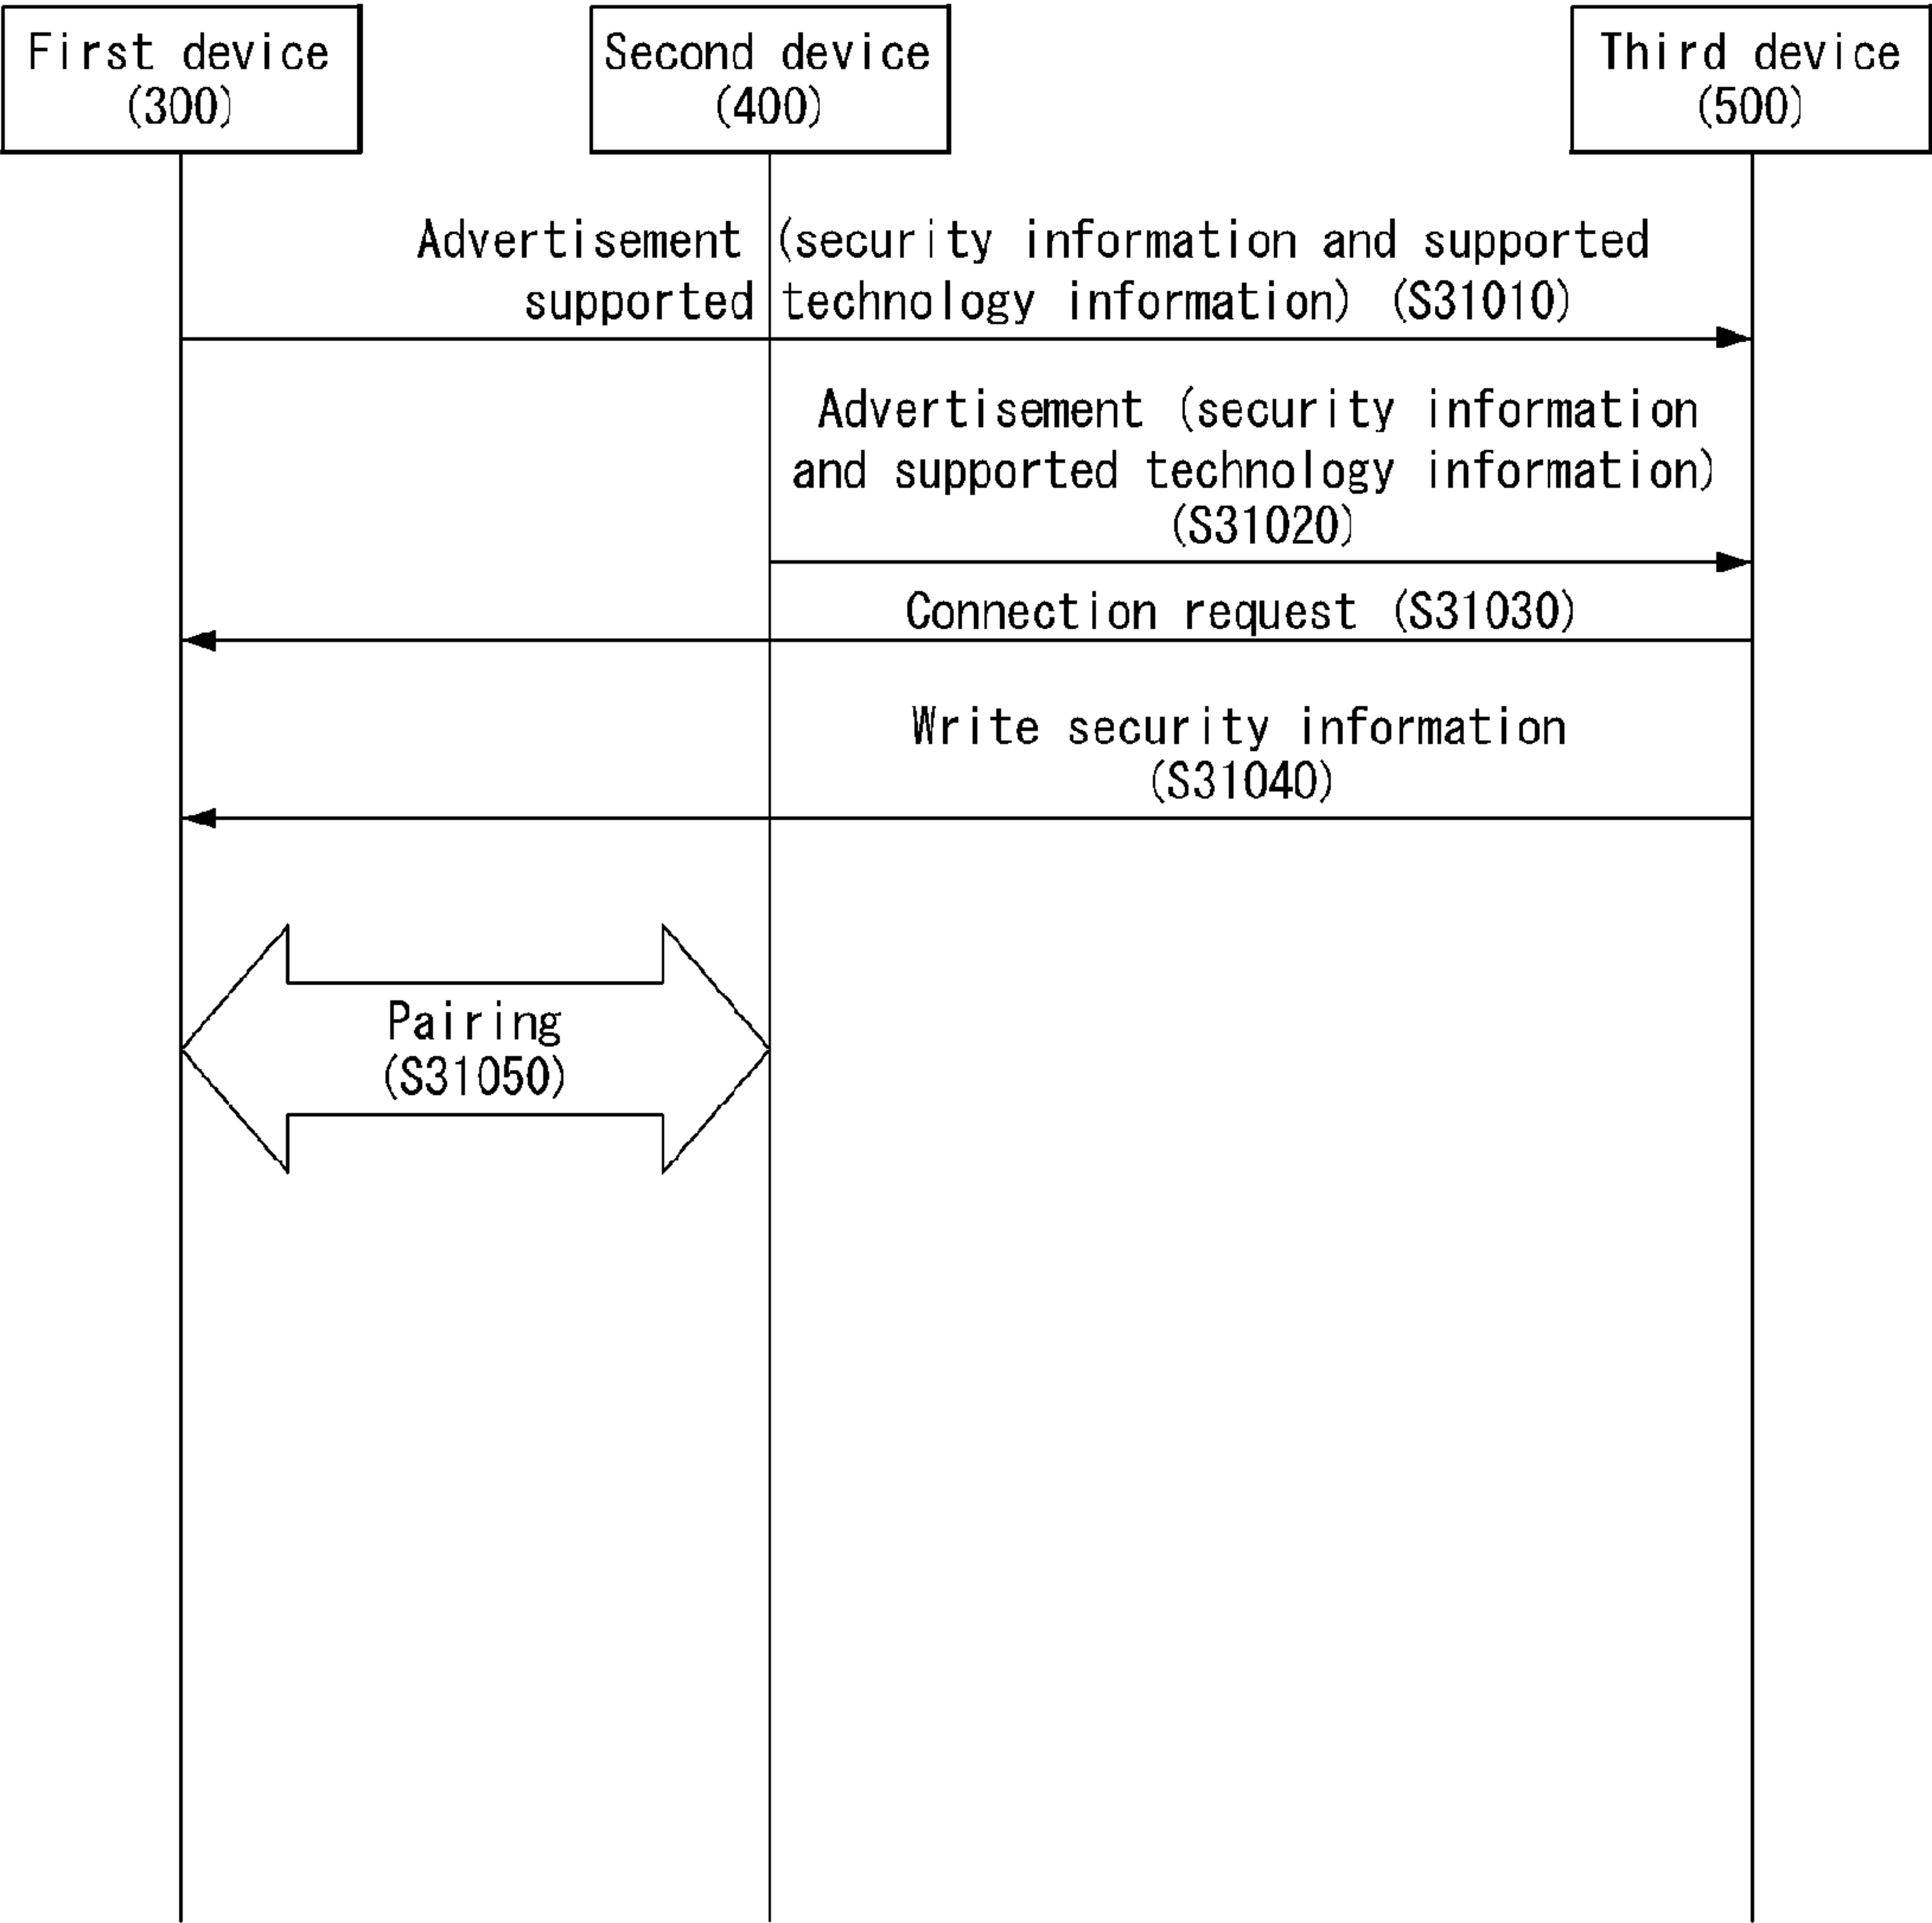 First device
(300)
Second device
(400)
Third device
(500)
Advertisement (security information and supported
supported technology information) (S31010)
Advertisement (security information
and supported technology information)
(S31020)
Connection request (S31030)
Write security information
(S31040)
Pairing
(S31050)